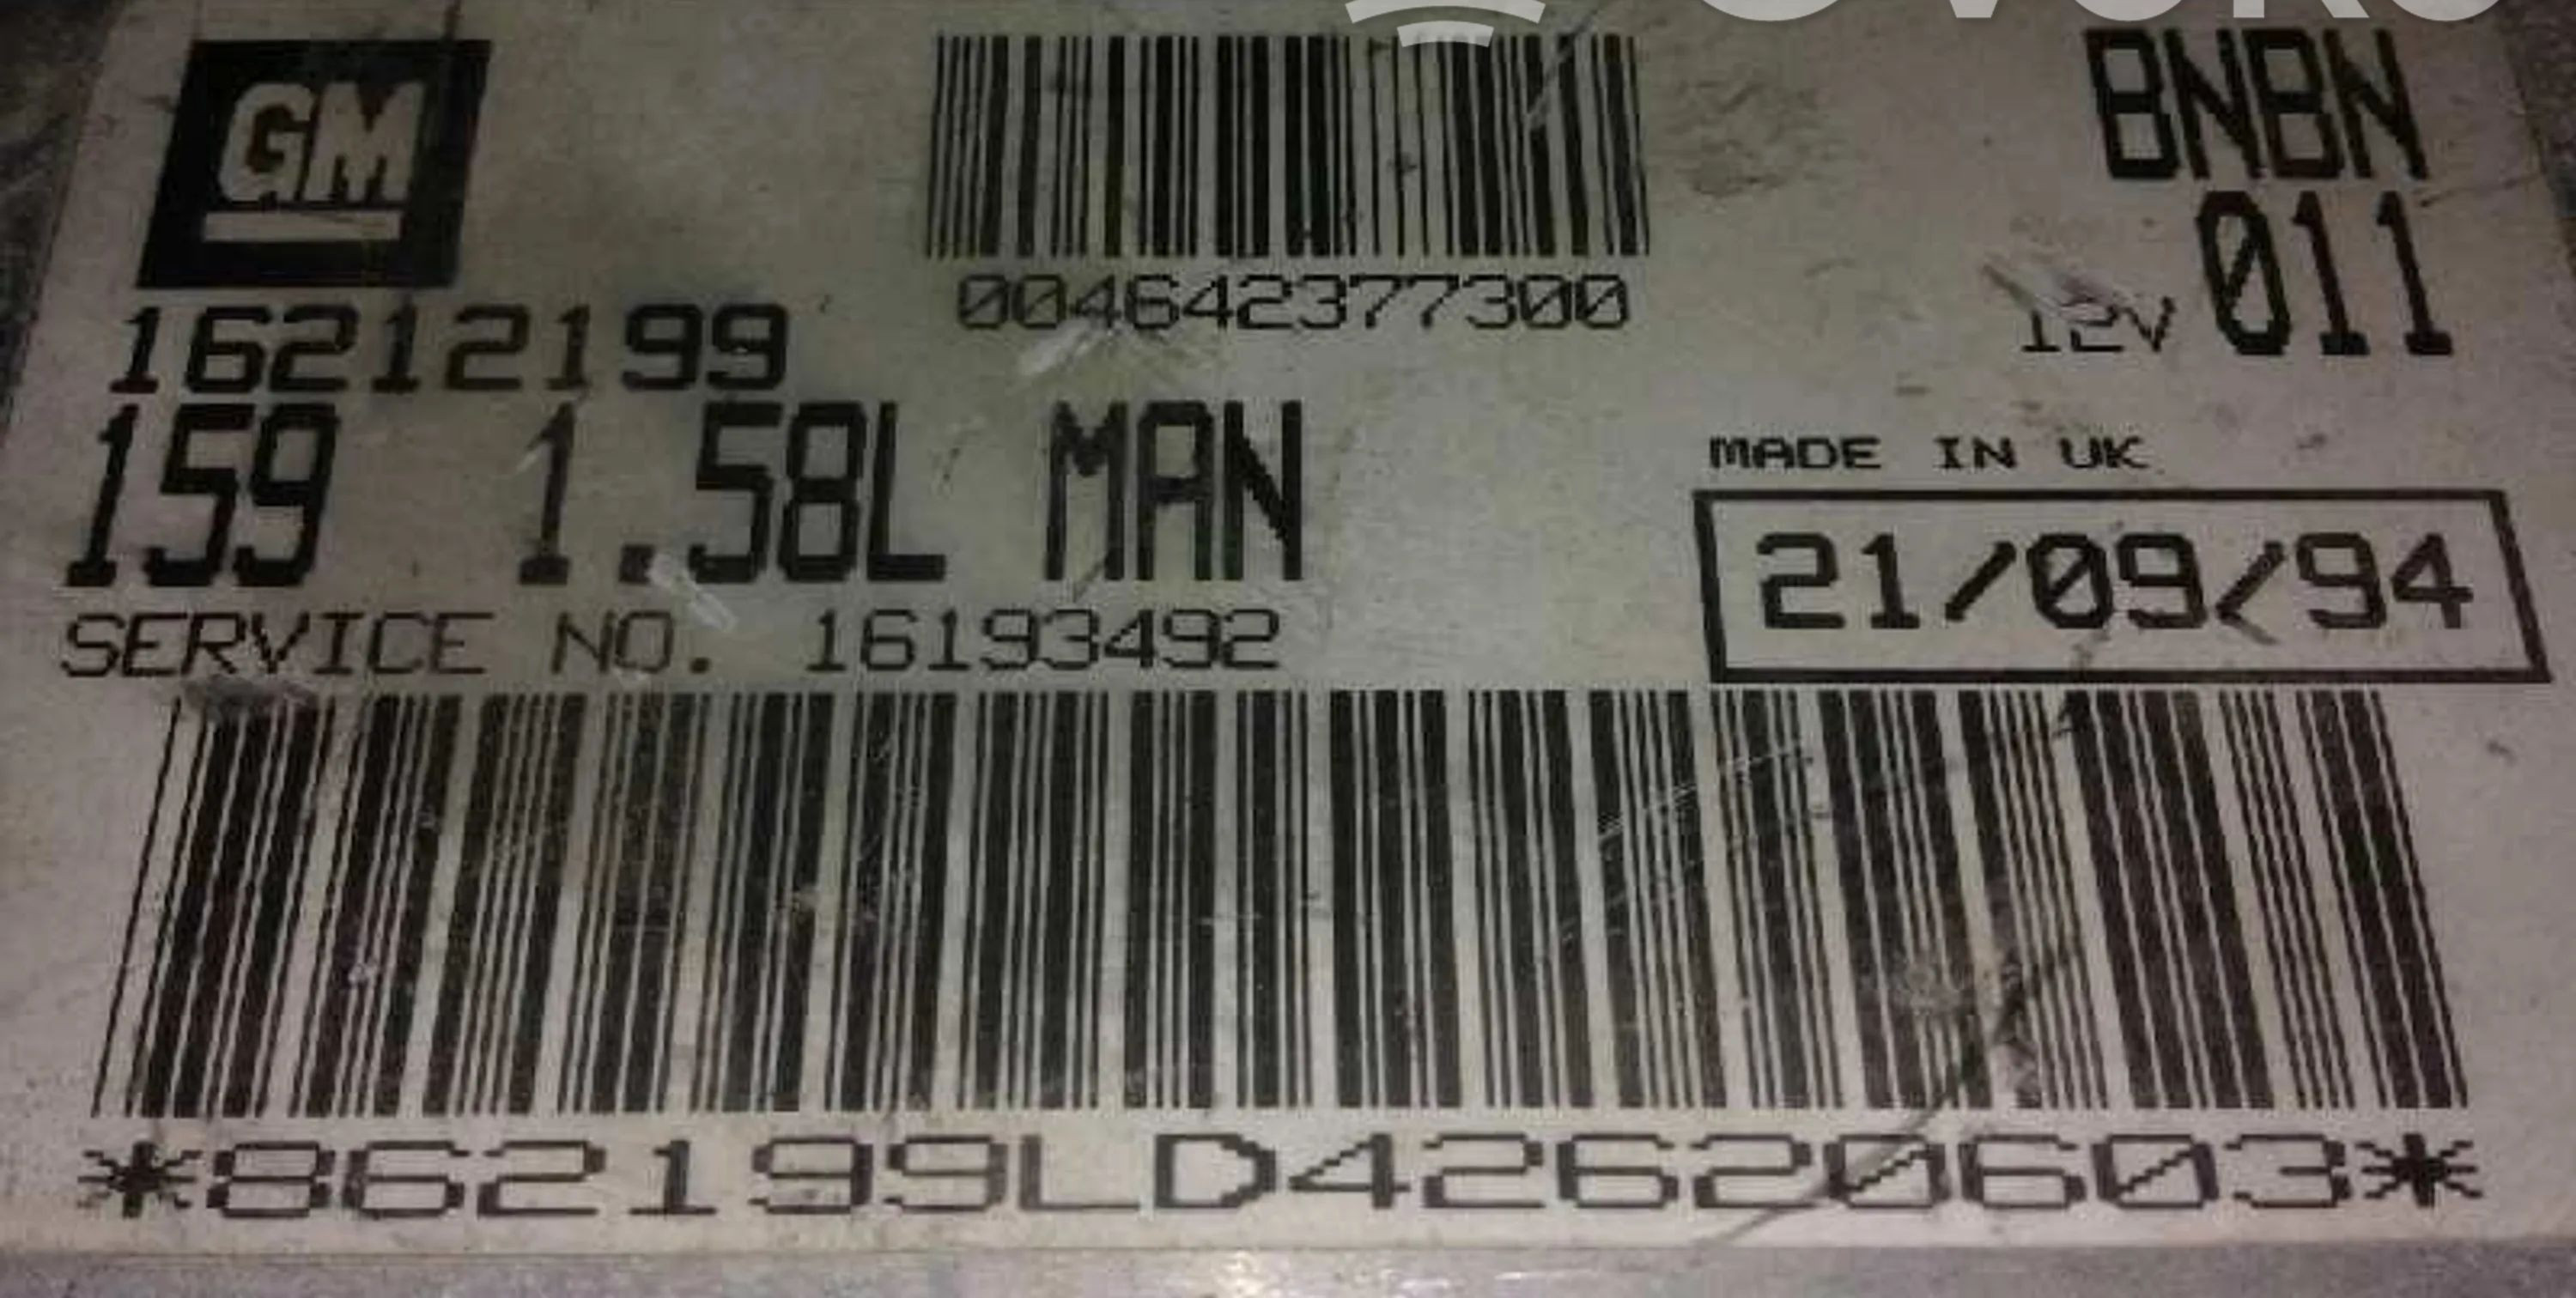 GM
BNBN
011
004642377300
12V
16212199
159 1.58L MAN
MADE IN UK
21/09/94
SERVICE NO. 16193492
*862199LD426620603*